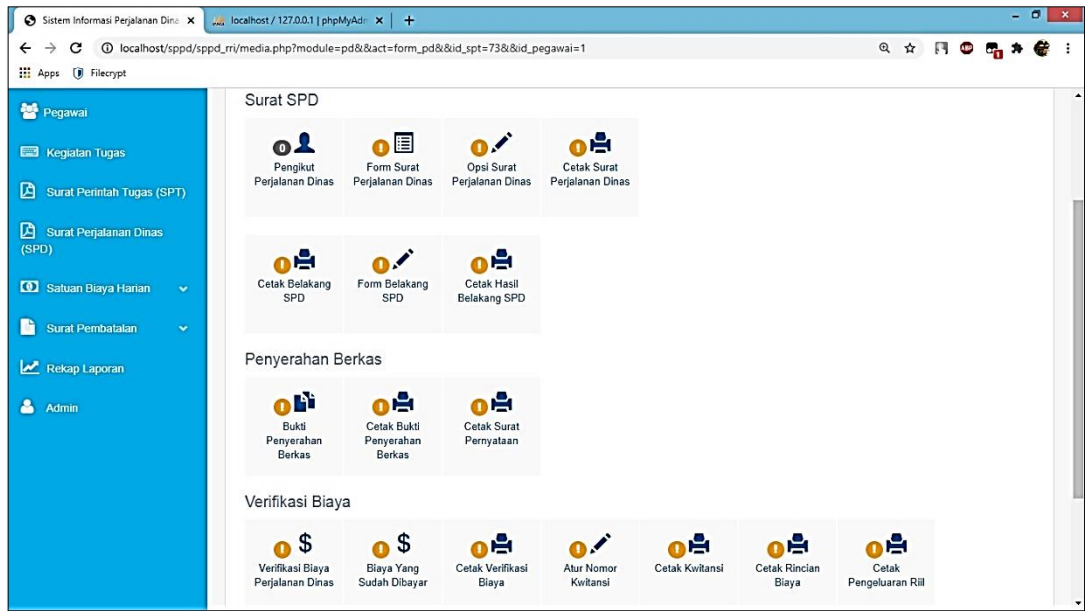 Sistem Informasi Perjalanan Dina
localhost / 127.0.0.1 | phpMyAdm
localhost/sppd/sppd_rri/media.php?module=pd&&act=form_pd&&id_spt=73&&id_pegawai=1
ABP
1
Apps Filecrypt
Pegawai
Kegiatan Tugas
Surat Perintah Tugas (SPT)
Surat Perjalanan Dinas
(SPD)
Satuan Biaya Harian
Surat Pembatalan
Rekap Laporan
Admin
Surat SPD
0 ! ! !
Pengikut Form Surat Opsi Surat Cetak Surat
Perjalanan Dinas Perjalanan Dinas Perjalanan Dinas Perjalanan Dinas
! ! !
Cetak Belakang Form Belakang Cetak Hasil
SPD SPD Belakang SPD
Penyerahan Berkas
! ! !
Bukti Cetak Bukti Cetak Surat
Penyerahan Penyerahan Pernyataan
Berkas Berkas
Verifikasi Biaya
! $ ! $ ! ! ! ! !
Verifikasi Biaya Biaya Yang Cetak Verifikasi Atur Nomor Cetak Kwitansi Cetak Rincian Cetak
Perjalanan Dinas Sudah Dibayar Biaya Kwitansi Biaya Pengeluaran Riil